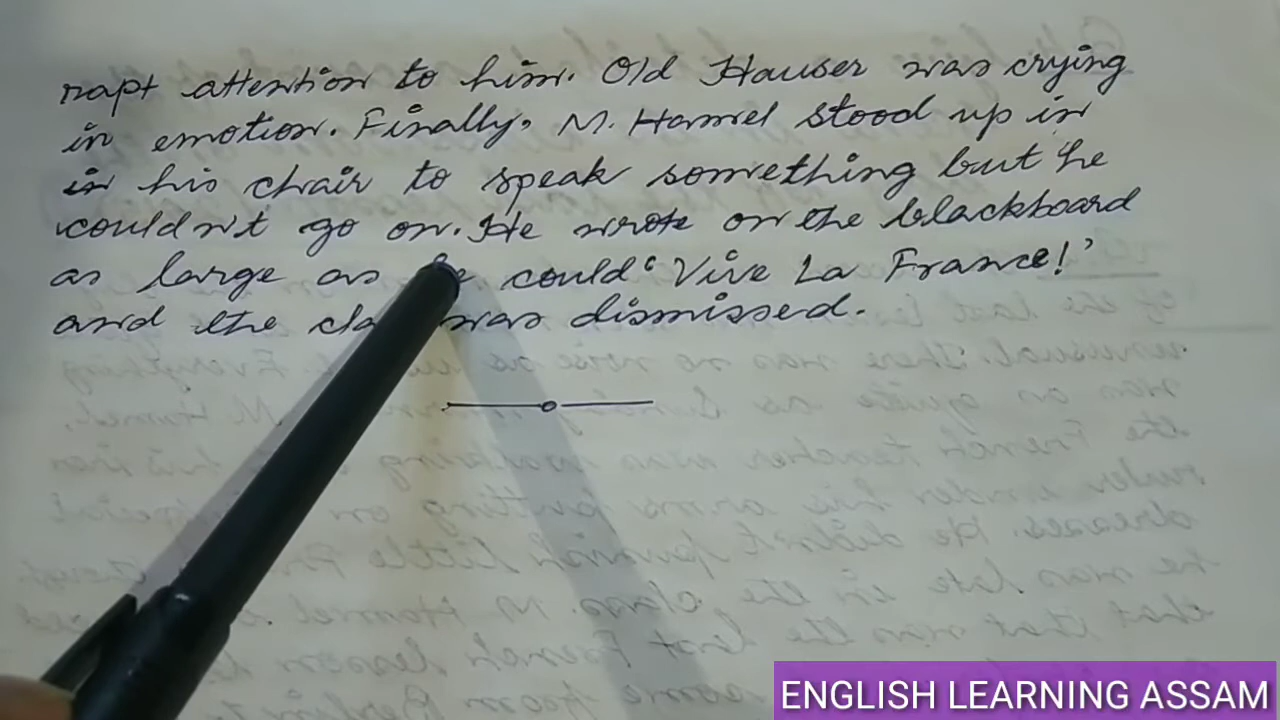 rapt attention to him. Old Hauser was crying
in emotion. Finally, M. Hamel stood up in
in his chair to speak something but he
couldn't go on. He wrote on the blackboard
as large as could 'Vive La France!'
and the was dismissed.
ENGLISH LEARNING ASSAM